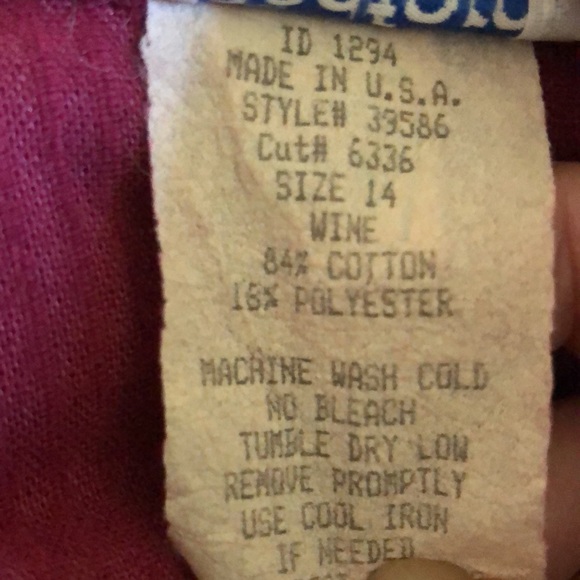 ID 1294
MADE IN U.S.A.
STYLE# 39586
Cut# 6336
SIZE 14
WINE
84% COTTON
16% POLYESTER
MACHINE WASH COLD
NO BLEACH
TUMBLE DRY LOW
REMOVE PROMPTLY
USE COOL IRON
IF NEEDED